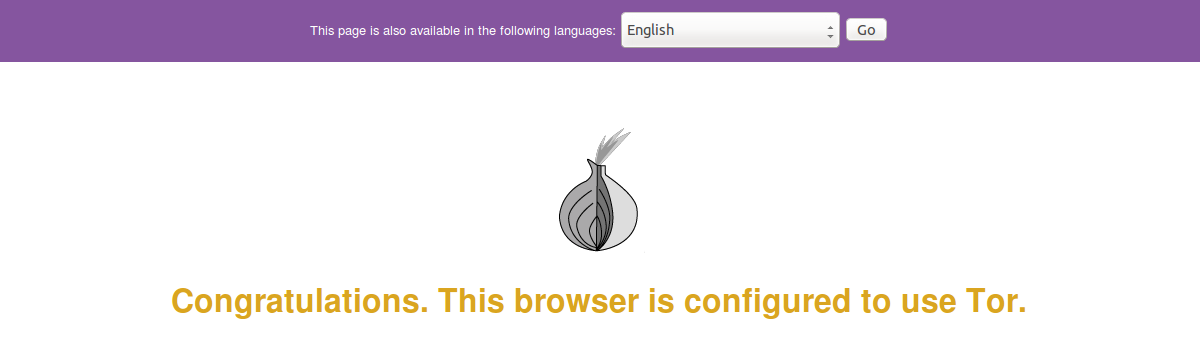 This page is also available in the following languages: English Go
Congratulations. This browser is configured to use Tor.